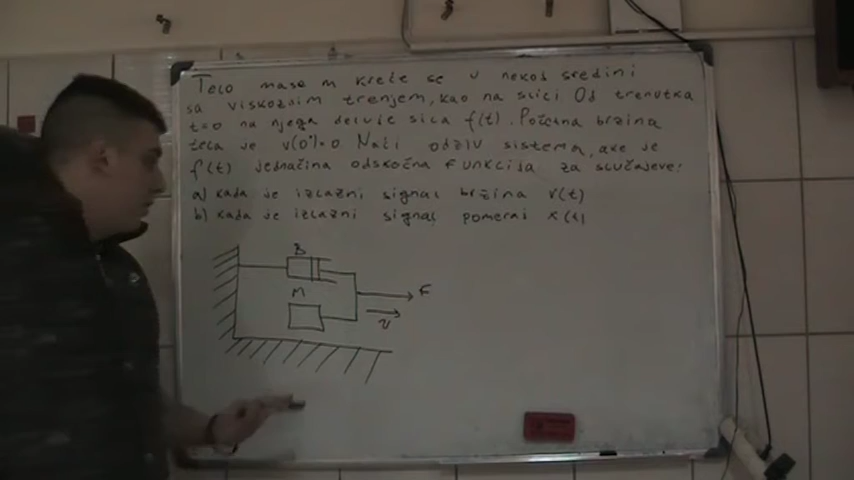 Telo mase m kreće se u nekoj sredini
sa viskoznim trenjem, kao na slici Od trenutka
t=0 na njega deluje sila f(t). Početna brzina
tela je v(0)=0 Naći odziv sistema, ako je
f(t) jedinačina odskočna funkcija za slučajeve:
a) kada je izlazni signal brzina v(t)
b) kada je izlazni signal pomeraj x(t)
B
M
F
v